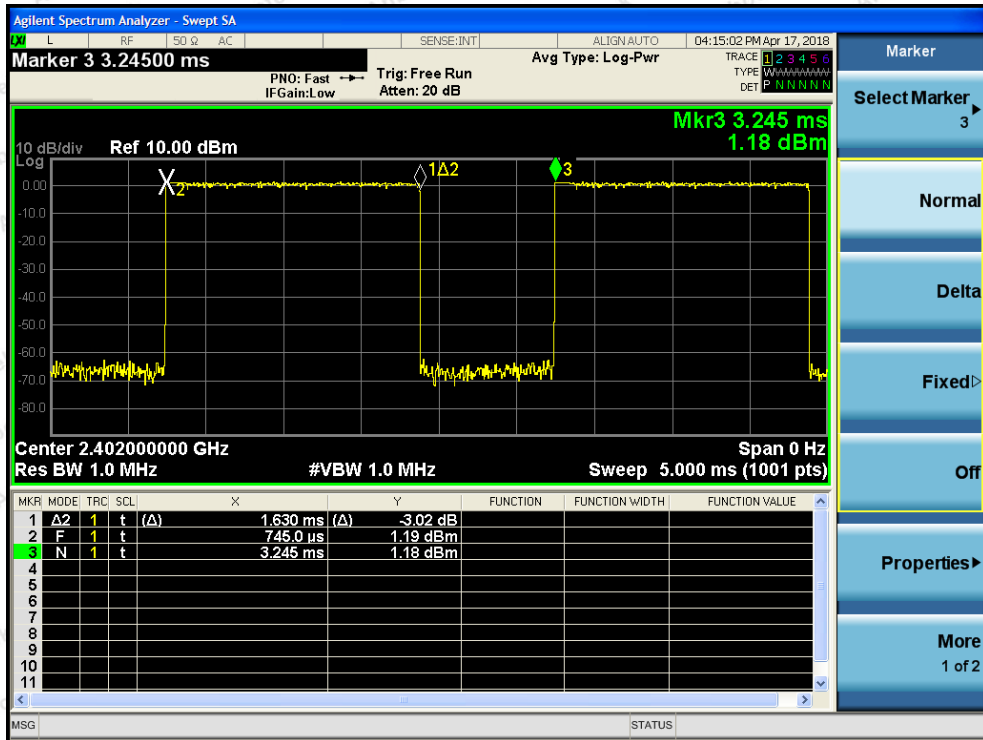 Agilent Spectrum Analyzer - Swept SA
LXI L RF 50 Ω AC SENSE:INT ALIGN AUTO 04:15:02 PM Apr 17, 2018
Marker 3 3.24500 ms
PNO: Fast
IFGain:Low
Trig: Free Run
Atten: 20 dB
Avg Type: Log-Pwr
TRACE 1 2 3 4 5 6
TYPE W
DET P N N N N N
Mkr3 3.245 ms
1.18 dBm
10 dB/div Ref 10.00 dBm
Log
0.00
-10.0
-20.0
-30.0
-40.0
-50.0
-60.0
-70.0
-80.0
2
1Δ2
3
Center 2.402000000 GHz Span 0 Hz
Res BW 1.0 MHz #VBW 1.0 MHz Sweep 5.000 ms (1001 pts)
MKR MODE TRC SCL X Y FUNCTION FUNCTION WIDTH FUNCTION VALUE
1 Δ2 1 t (Δ) 1.630 ms (Δ) -3.02 dB
2 F 1 t 745.0 µs 1.19 dBm
3 N 1 t 3.245 ms 1.18 dBm
4
5
6
7
8
9
10
11
MSG STATUS
Marker
Select Marker
3
Normal
Delta
Fixed
Off
Properties
More
1 of 2